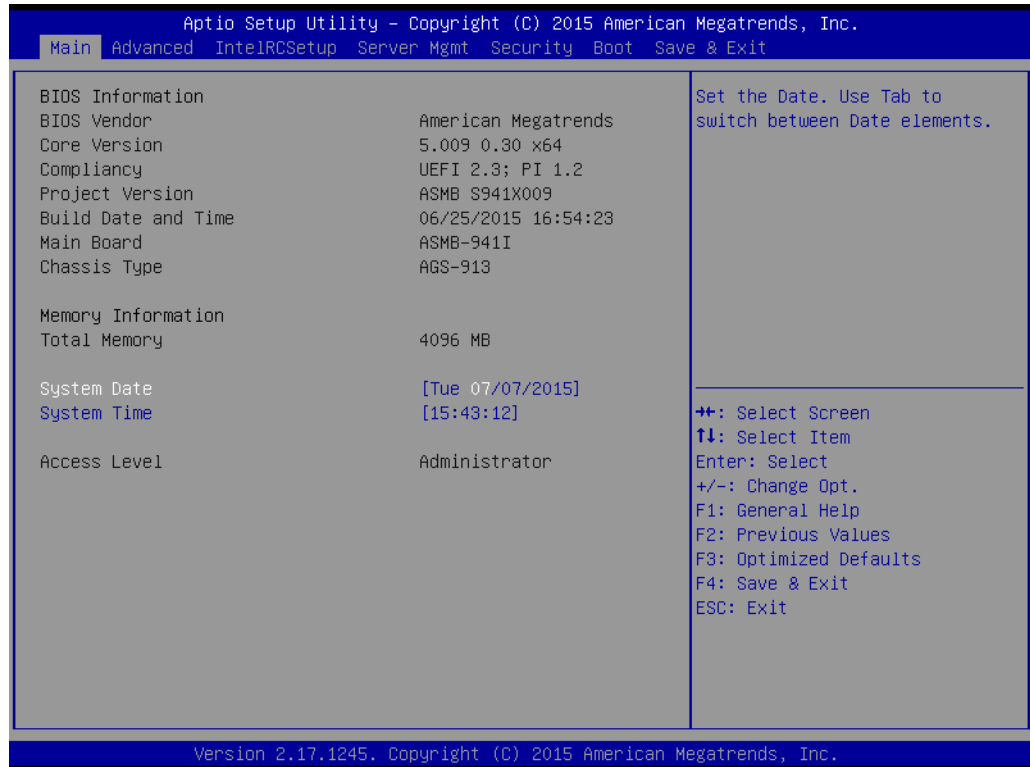 Aptio Setup Utility – Copyright (C) 2015 American Megatrends, Inc.
Main Advanced IntelRCSetup Server Mgmt Security Boot Save & Exit
BIOS Information
BIOS Vendor American Megatrends
Core Version 5.009 0.30 x64
Compliancy UEFI 2.3; PI 1.2
Project Version ASMB S941X009
Build Date and Time 06/25/2015 16:54:23
Main Board ASMB-941I
Chassis Type AGS-913
Memory Information
Total Memory 4096 MB
System Date [Tue 07/07/2015]
System Time [15:43:12]
Access Level Administrator
Set the Date. Use Tab to
switch between Date elements.
→←: Select Screen
↑↓: Select Item
Enter: Select
+/-: Change Opt.
F1: General Help
F2: Previous Values
F3: Optimized Defaults
F4: Save & Exit
ESC: Exit
Version 2.17.1245. Copyright (C) 2015 American Megatrends, Inc.